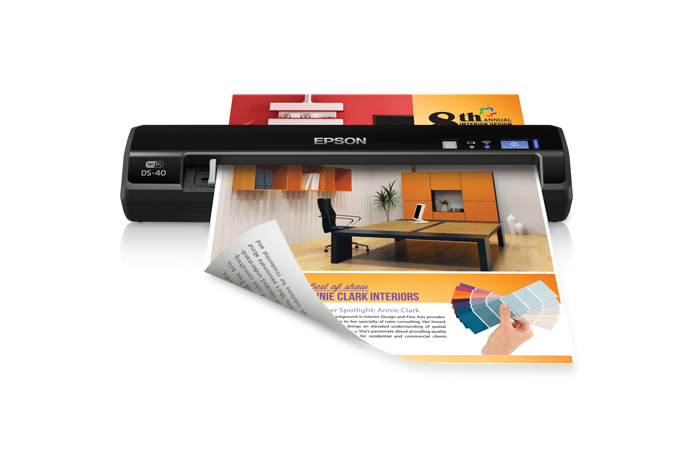 8th
ANNUAL
INTERIOR DESIGN
EPSON
Wi Fi
DS-40
Best of show
NNIE CLARK INTERIORS
er Spotlight: Annie Clark
ackground in Interior Design and Fine Arts provides
to her specialty of color consulting. Her honed
brings an elevated understanding of spatial
She's passionate about providing quality
for residential and commercial clients